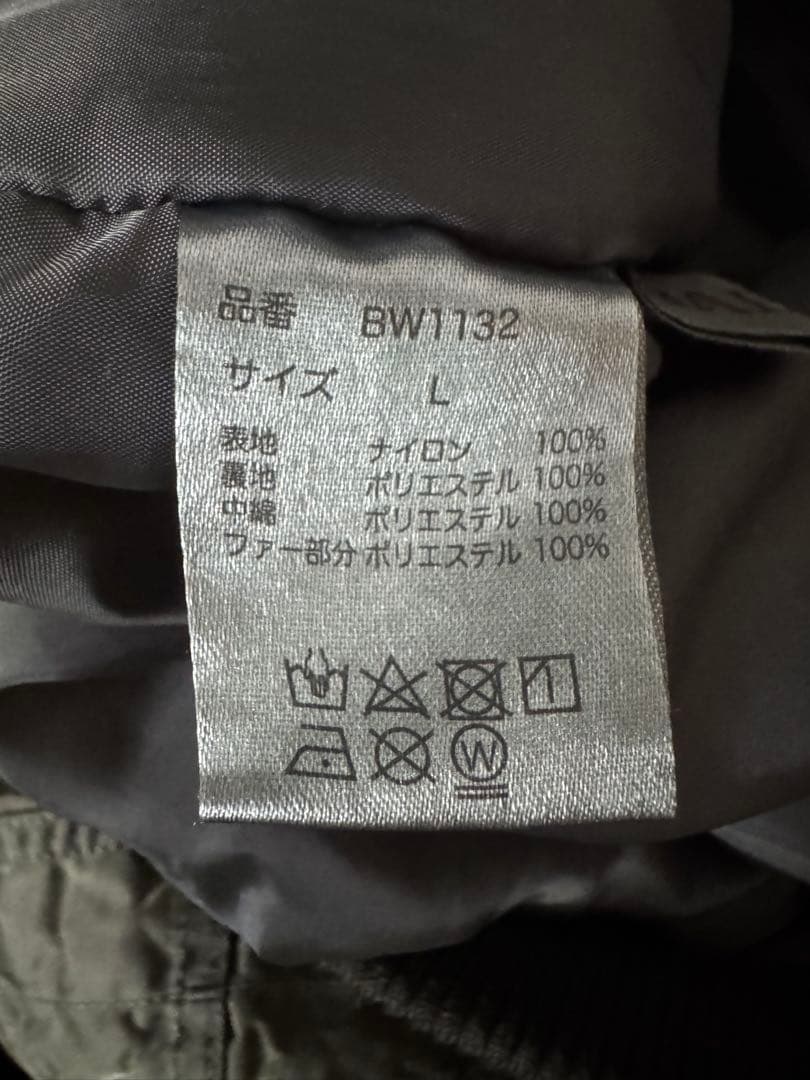 品番 BW1132
サイズ L
表地 ナイロン 100%
裏地 ポリエステル 100%
中綿 ポリエステル 100%
ファー部分 ポリエステル 100%
W